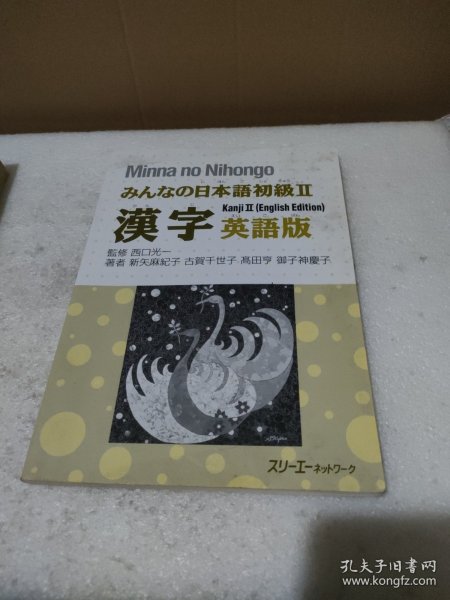 Minna no Nihongo
みんなの日本語初級II
漢字 Kanji II (English Edition)
英語版
監修 西口光一
著者 新矢麻紀子 古賀千世子 髙田亨 御子神慶子
スリーエーネットワーク
孔夫子旧书网
www.kongfz.com